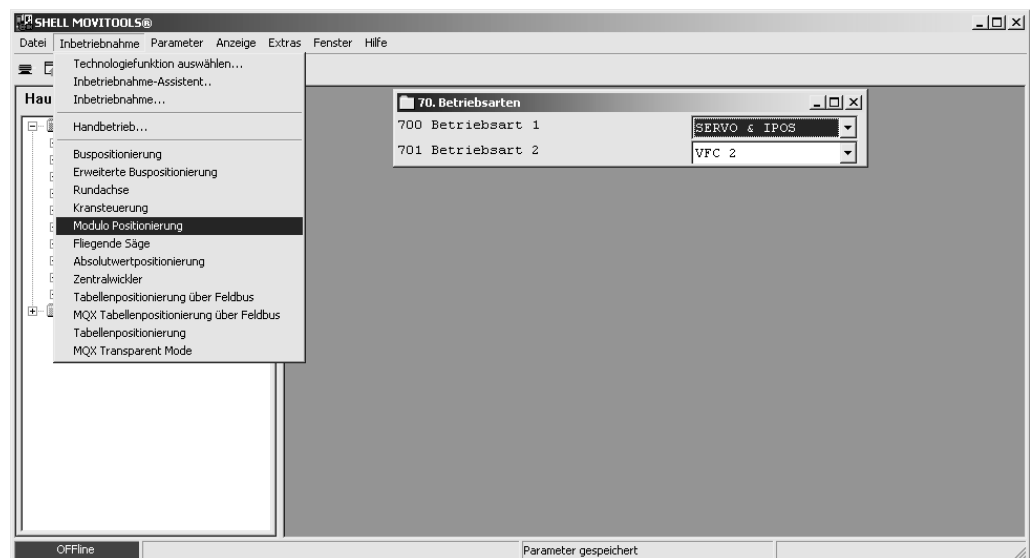 SHELL MOVITOOLS®
Datei Inbetriebnahme Parameter Anzeige Extras Fenster Hilfe
Technologiefunktion auswählen...
Inbetriebnahme-Assistent..
Inbetriebnahme...
Handbetrieb...
Buspositionierung
Erweiterte Buspositionierung
Rundachse
Kransteuerung
Modulo Positionierung
Fliegende Säge
Absolutwertpositionierung
Zentralwickler
Tabellenpositionierung über Feldbus
MQX Tabellenpositionierung über Feldbus
Tabellenpositionierung
MQX Transparent Mode
Hau
70. Betriebsarten
700 Betriebsart 1 SERVO & IPOS
701 Betriebsart 2 VFC 2
OFFline Parameter gespeichert